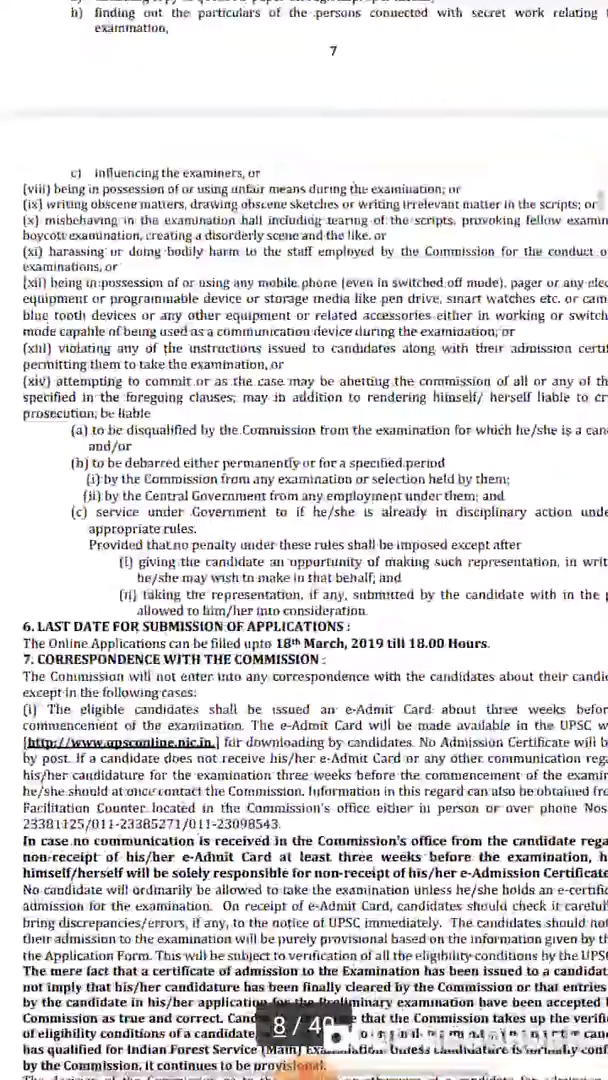 b) finding out the particulars of the persons connected with secret work relating
examination,
7
c) influencing the examiners, or
(viii) being in possession of or using unfair means during the examination; or
(ix) writing obscene matters, drawing obscene sketches or writing irrelevant matter in the scripts; or
(x) misbehaving in the examination hall including tearing of the scripts, provoking fellow examin
boycott examination, creating a disorderly scene and the like, or
(xi) harassing or doing bodily harm to the staff employed by the Commission for the conduct o
examinations, or
(xii) being in possession of or using any mobile phone (even in switched off mode), pager or any elec
equipment or programmable device or storage media like pen drive, smart watches etc. or cam
blue tooth devices or any other equipment or related accessories either in working or switch
mode capable of being used as a communication device during the examination; or
(xiii) violating any of the instructions issued to candidates along with their admission certif
permitting them to take the examination, or
(xiv) attempting to commit or as the case may be abetting the commission of all or any of th
specified in the foregoing clauses; may in addition to rendering himself/ herself liable to cr
prosecution, be liable
(a) to be disqualified by the Commission from the examination for which he/she is a can
and/or
(b) to be debarred either permanently or for a specified period
(i) by the Commission from any examination or selection held by them;
(ii) by the Central Government from any employment under them; and
(c) service under Government to if he/she is already in disciplinary action unde
appropriate rules.
Provided that no penalty under these rules shall be imposed except after
(i) giving the candidate an opportunity of making such representation, in writ
he/she may wish to make in that behalf; and
(ii) taking the representation, if any, submitted by the candidate with in the p
allowed to him/her into consideration.
6. LAST DATE FOR SUBMISSION OF APPLICATIONS :
The Online Applications can be filled upto 18th March, 2019 till 18.00 Hours.
7. CORRESPONDENCE WITH THE COMMISSION :
The Commission will not enter into any correspondence with the candidates about their candid
except in the following cases:
(i) The eligible candidates shall be issued an e-Admit Card about three weeks befor
commencement of the examination. The e-Admit Card will be made available in the UPSC w
[http://www.upsconline.nic.in.] for downloading by candidates. No Admission Certificate will b
by post. If a candidate does not receive his/her e-Admit Card or any other communication rega
his/her candidature for the examination three weeks before the commencement of the examin
he/she should at once contact the Commission. Information in this regard can also be obtained fro
Facilitation Counter located in the Commission's office either in person or over phone Nos
23381125/011-23385271/011-23098543.
In case no communication is received in the Commission's office from the candidate rega
non-receipt of his/her e-Admit Card at least three weeks before the examination, h
himself/herself will be solely responsible for non-receipt of his/her e-Admission Certificate
No candidate will ordinarily be allowed to take the examination unless he/she holds an e-certific
admission for the examination. On receipt of e-Admit Card, candidates should check it carefull
bring discrepancies/errors, if any, to the notice of UPSC immediately. The candidates should not
their admission to the examination will be purely provisional based on the information given by th
the Application Form. This will be subject to verification of all the eligibility conditions by the UPSC
The mere fact that a certificate of admission to the Examination has been issued to a candidat
not imply that his/her candidature has been finally cleared by the Commission or that entries
by the candidate in his/her application for the Preliminary examination have been accepted
Commission as true and correct. that the Commission takes up the verifi
of eligibility conditions of a candidate,
has qualified for Indian Forest Service (Main) Examination. Unless candidature is formally conf
by the Commission, it continues to be provisional.
8 / 40